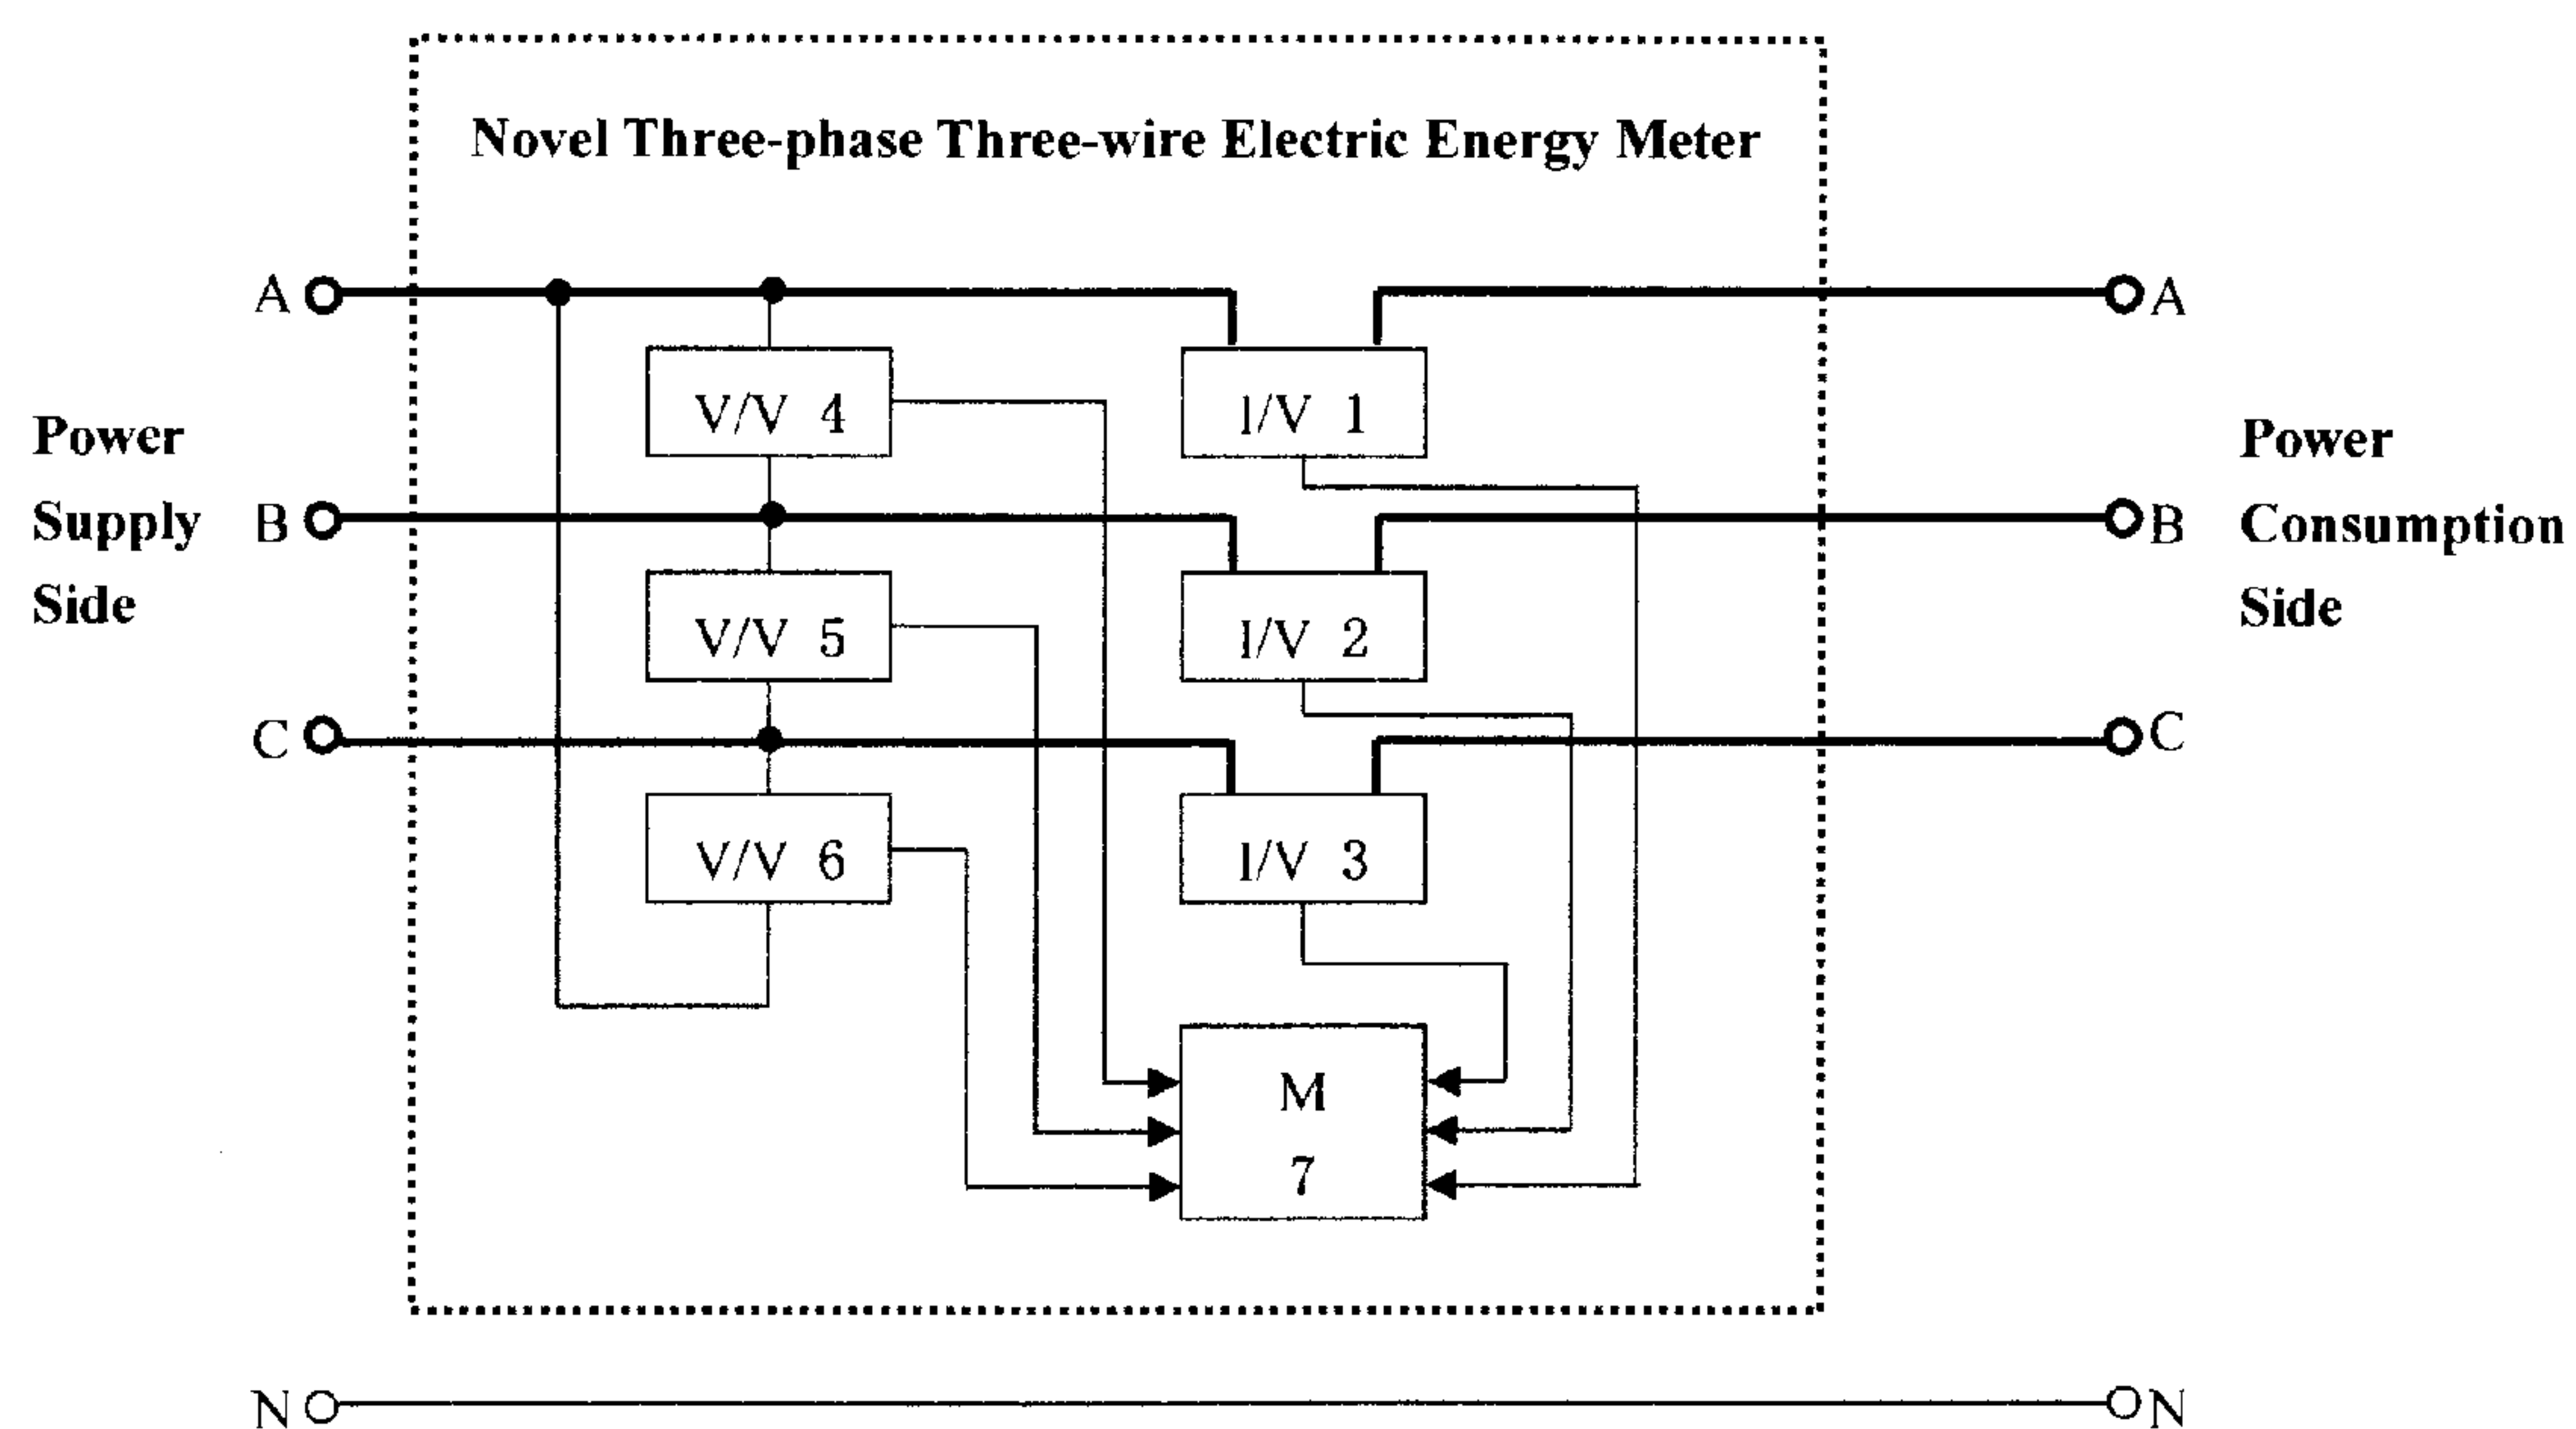 Novel Three-phase Three-wire Electric Energy Meter
A
A
V/V 4
I/V 1
Power
Supply
Side
Power
Consumption
Side
B
B
V/V 5
I/V 2
C
C
V/V 6
I/V 3
M
7
N
N